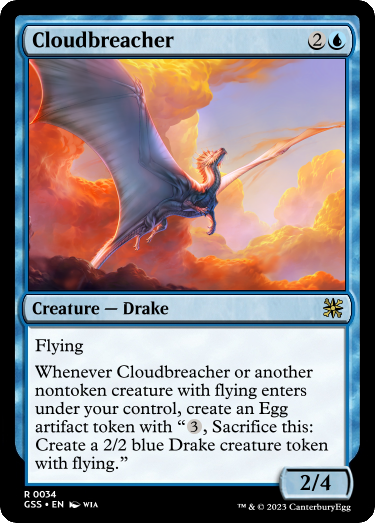 Cloudbreacher 2
Creature — Drake
Flying
Whenever Cloudbreacher or another
nontoken creature with flying enters
under your control, create an Egg
artifact token with “3, Sacrifice this:
Create a 2/2 blue Drake creature token
with flying.”
2/4
R 0034
GSS • EN WIA
™ & © 2023 CanterburyEgg